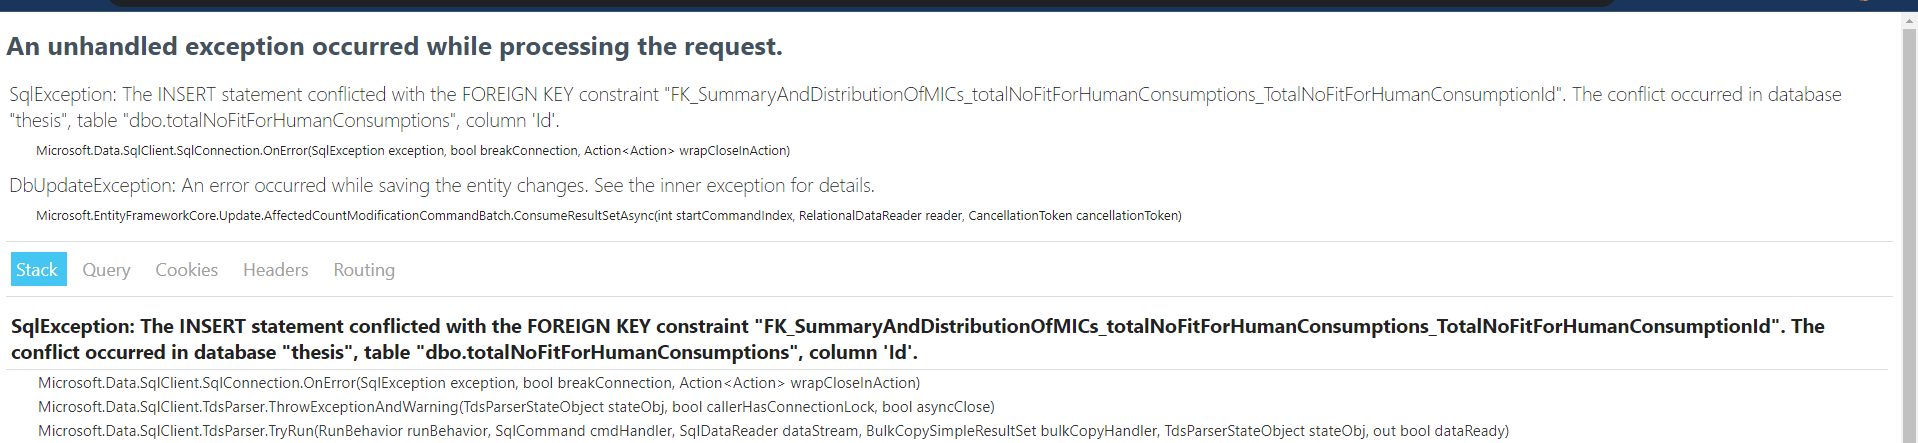 An unhandled exception occurred while processing the request.
SqlException: The INSERT statement conflicted with the FOREIGN KEY constraint "FK_SummaryAndDistributionOfMICs_totalNoFitForHumanConsumptions_TotalNoFitForHumanConsumptionId". The conflict occurred in database
"thesis", table "dbo.totalNoFitForHumanConsumptions", column 'Id'.
Microsoft.Data.SqlClient.SqlConnection.OnError(SqlException exception, bool breakConnection, Action<Action> wrapCloseInAction)
DbUpdateException: An error occurred while saving the entity changes. See the inner exception for details.
Microsoft.EntityFrameworkCore.Update.AffectedCountModificationCommandBatch.ConsumeResultSetAsync(int startCommandIndex, RelationalDataReader reader, CancellationToken cancellationToken)
Stack Query Cookies Headers Routing
SqlException: The INSERT statement conflicted with the FOREIGN KEY constraint "FK_SummaryAndDistributionOfMICs_totalNoFitForHumanConsumptions_TotalNoFitForHumanConsumptionId". The
conflict occurred in database "thesis", table "dbo.totalNoFitForHumanConsumptions", column 'Id'.
Microsoft.Data.SqlClient.SqlConnection.OnError(SqlException exception, bool breakConnection, Action<Action> wrapCloseInAction)
Microsoft.Data.SqlClient.TdsParser.ThrowExceptionAndWarning(TdsParserStateObject stateObj, bool callerHasConnectionLock, bool asyncClose)
Microsoft.Data.SqlClient.TdsParser.TryRun(RunBehavior runBehavior, SqlCommand cmdHandler, SqlDataReader dataStream, BulkCopySimpleResultSet bulkCopyHandler, TdsParserStateObject stateObj, out bool dataReady)